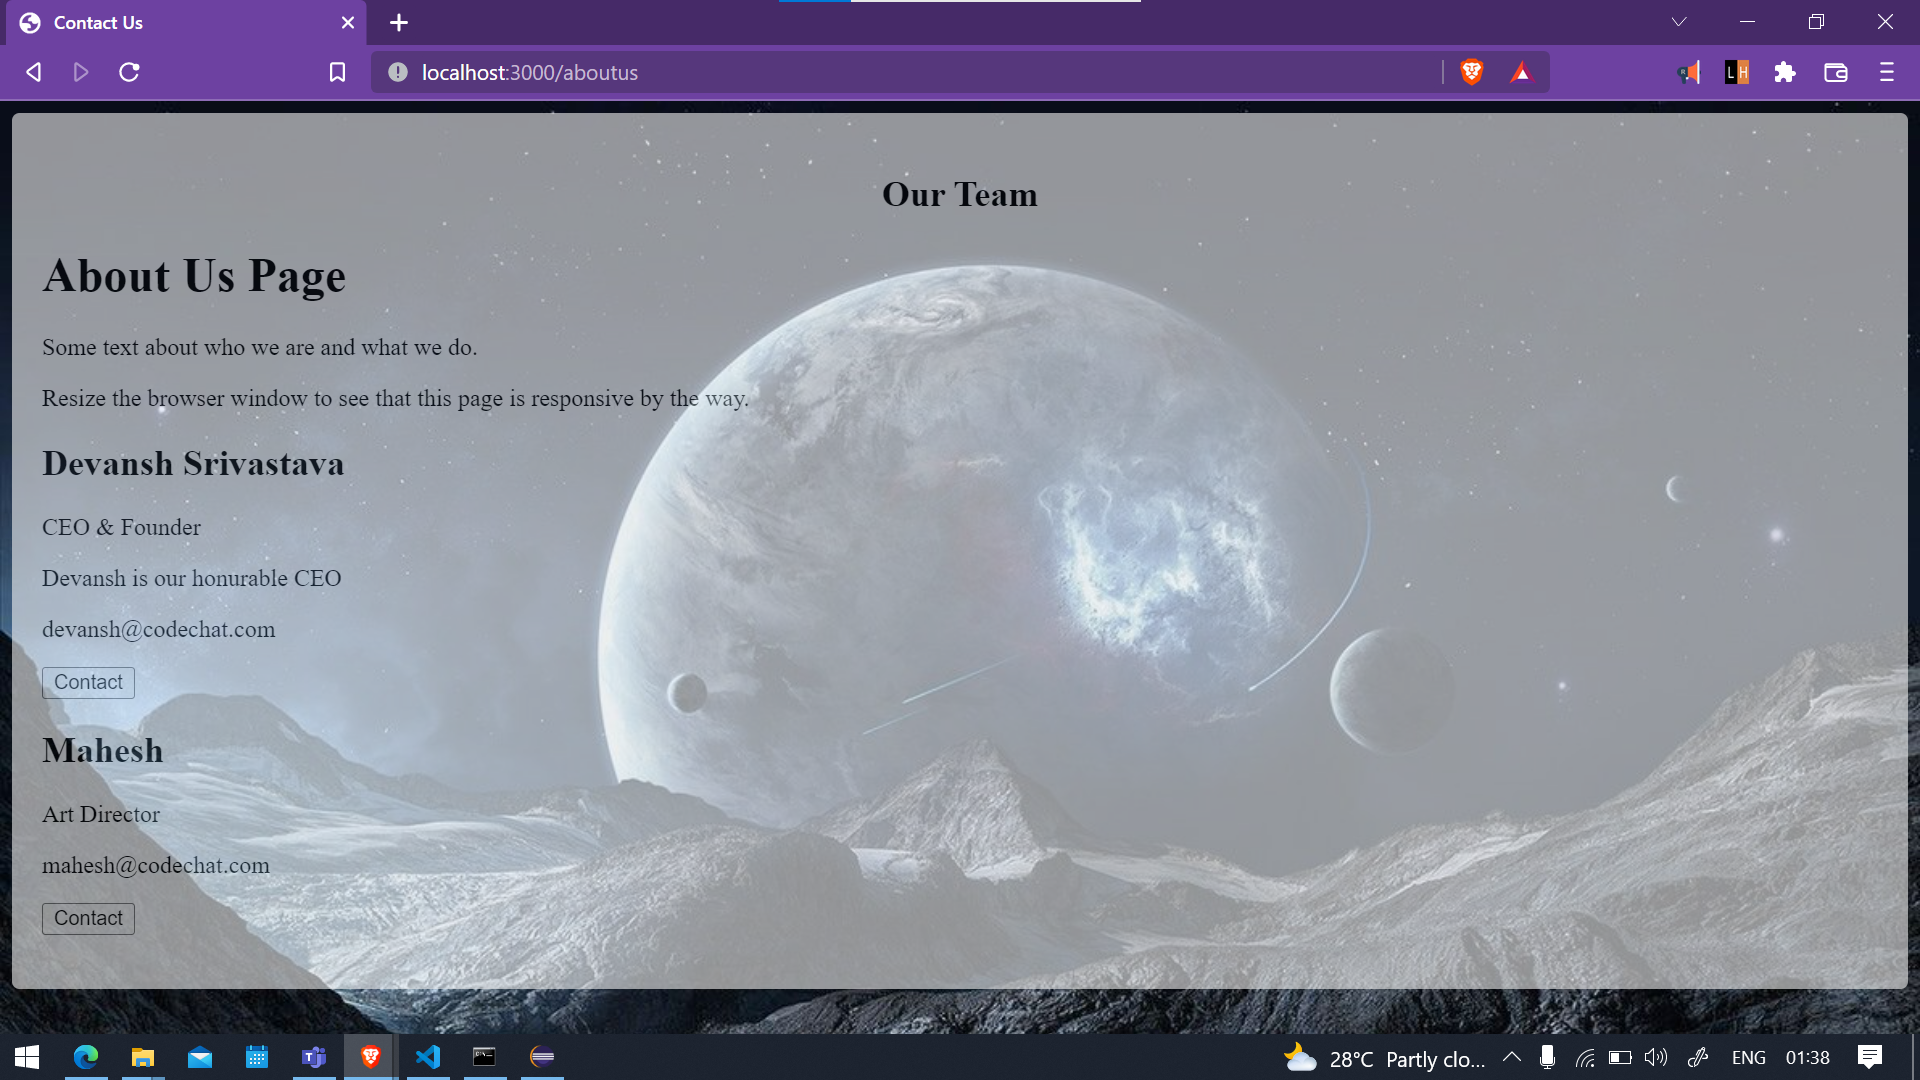 Contact Us
localhost:3000/aboutus
L H
Our Team
About Us Page
Some text about who we are and what we do.
Resize the browser window to see that this page is responsive by the way.
Devansh Srivastava
CEO & Founder
Devansh is our honurable CEO
devansh@codechat.com
Contact
Mahesh
Art Director
mahesh@codechat.com
Contact
28°C Partly clo... ENG 01:38